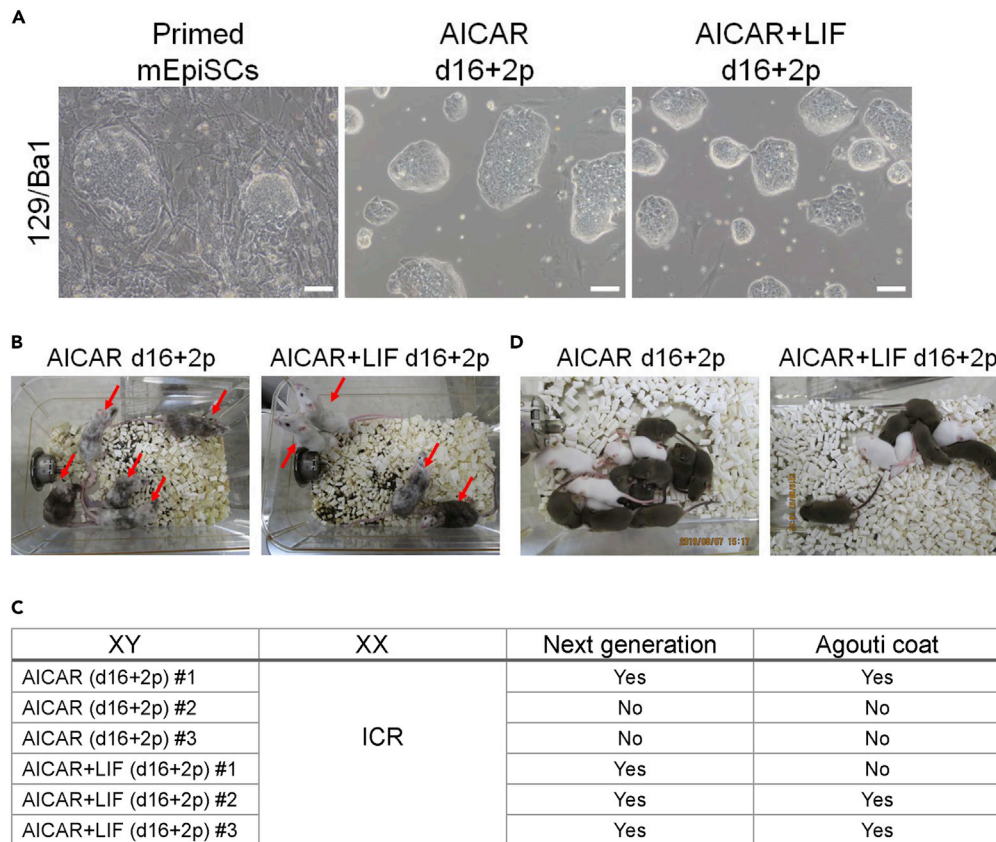 A
Primed
mEpiSCs
AICAR
d16+2p
AICAR+LIF
d16+2p
129/Ba1
B
AICAR d16+2p
AICAR+LIF d16+2p
D
AICAR d16+2p
AICAR+LIF d16+2p
C
XY
XX
Next generation
Agouti coat
AICAR (d16+2p) #1
ICR
Yes
Yes
AICAR (d16+2p) #2
No
No
AICAR (d16+2p) #3
No
No
AICAR+LIF (d16+2p) #1
Yes
No
AICAR+LIF (d16+2p) #2
Yes
Yes
AICAR+LIF (d16+2p) #3
Yes
Yes